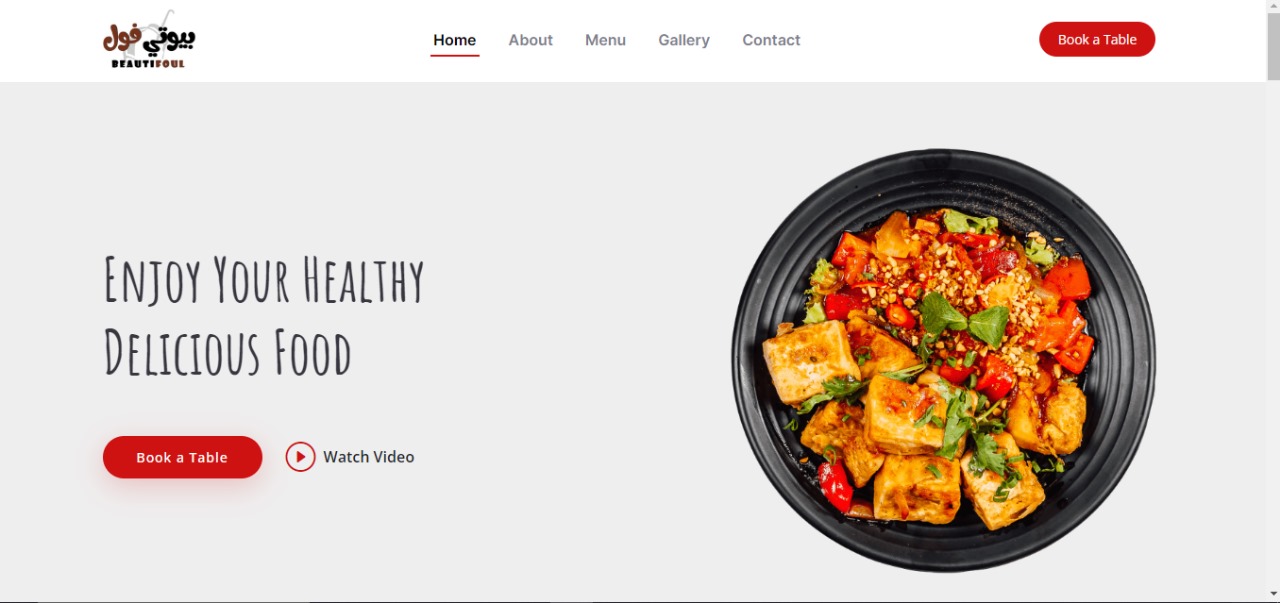 بيوتي فول
BEAUTIFOUL
Home
About
Menu
Gallery
Contact
Book a Table
Enjoy Your Healthy
Delicious Food
Book a Table
Watch Video